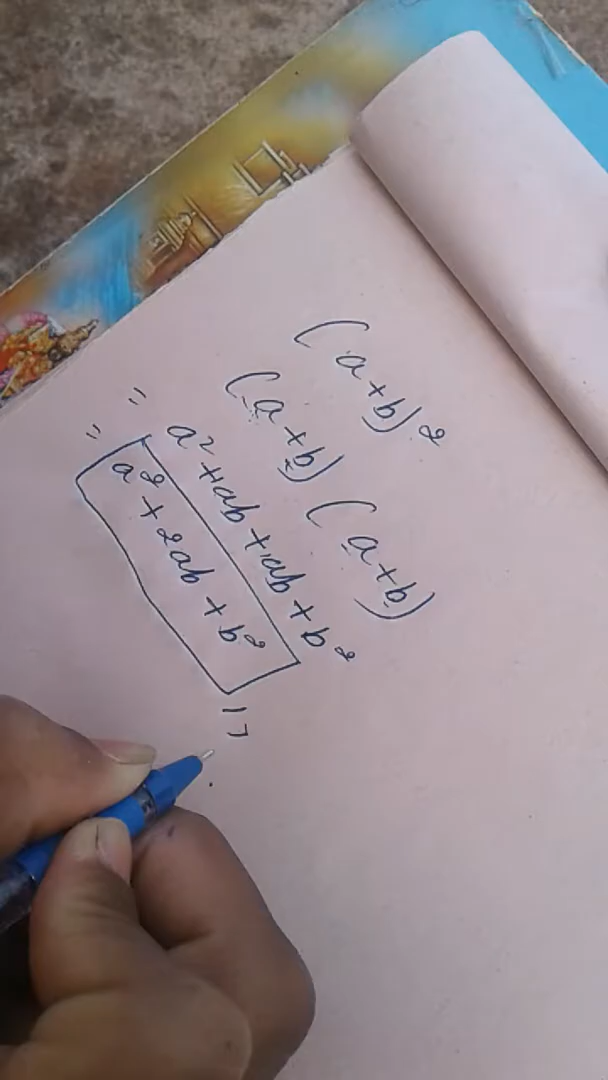 (a+b)²
(a+b) (a+b)
= a² + ab + ab + b²
= a² + 2ab + b²